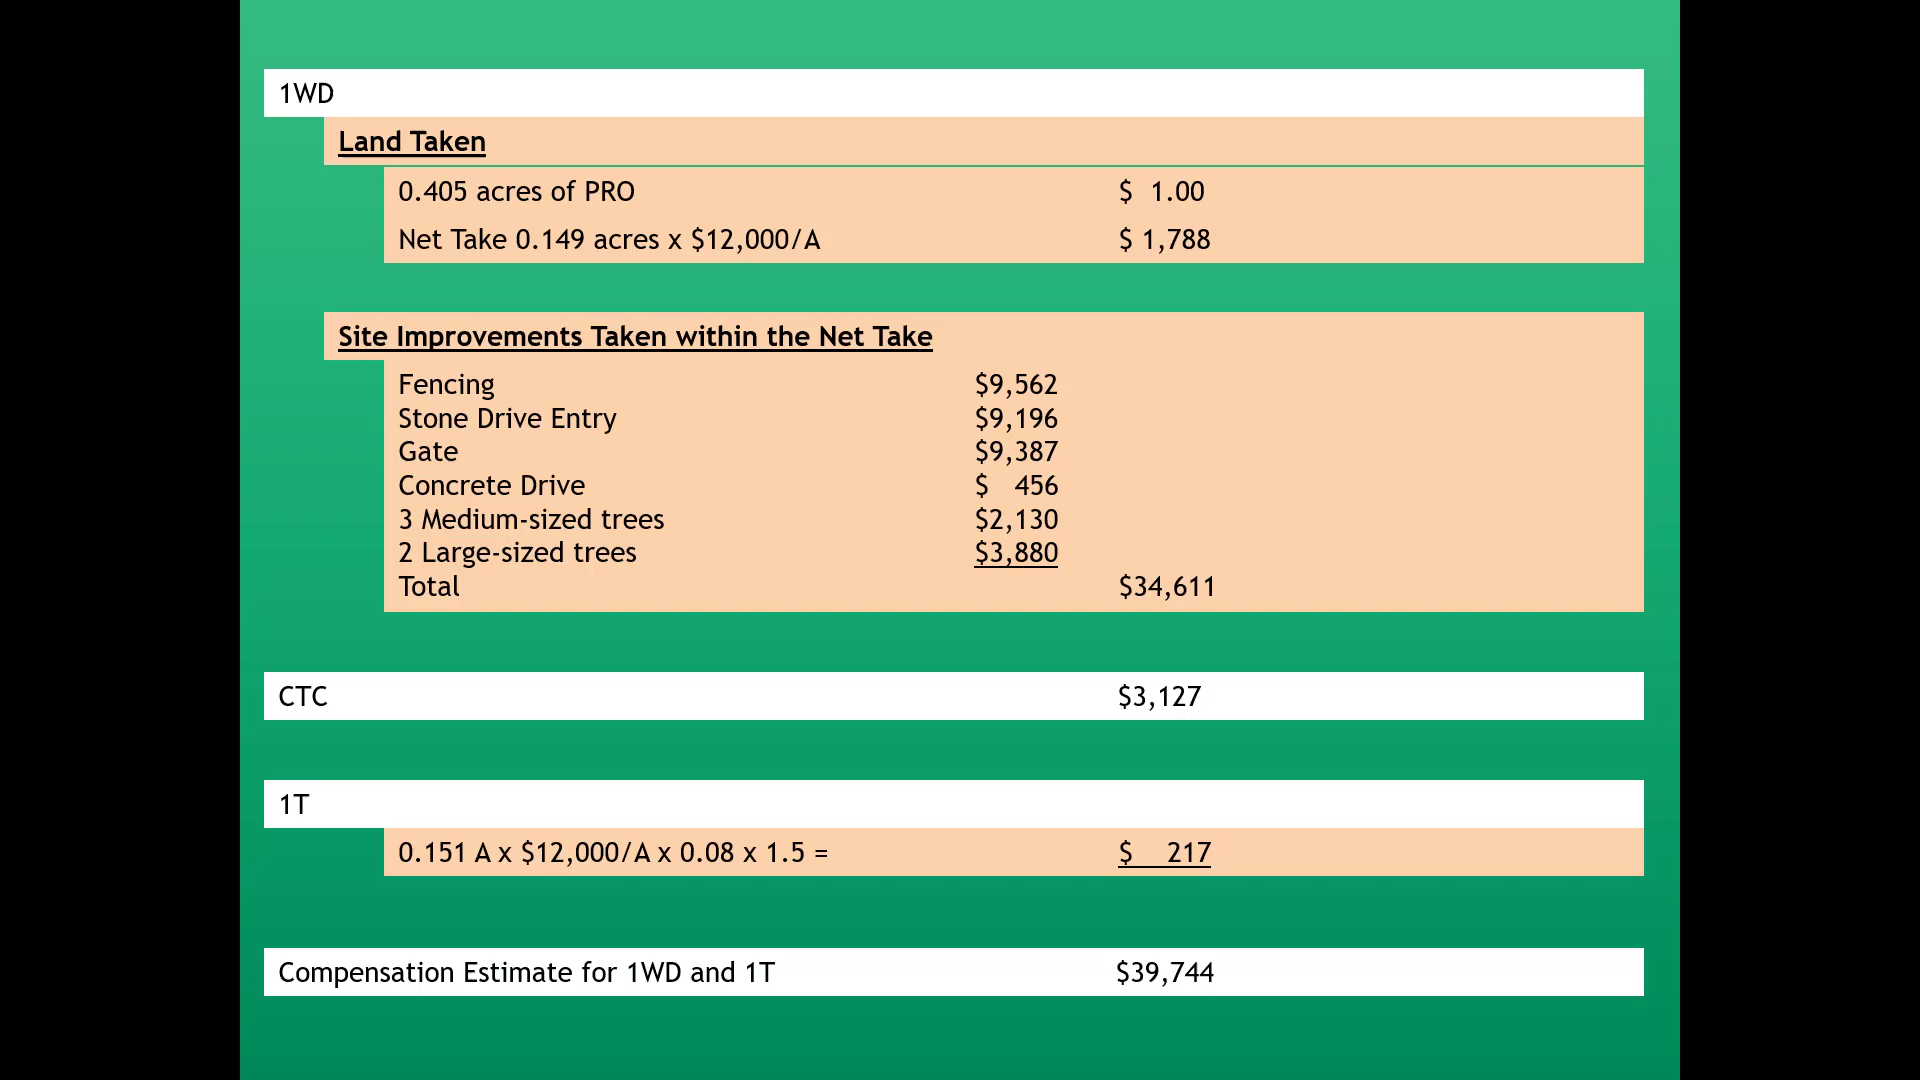 1WD
Land Taken
0.405 acres of PRO $ 1.00
Net Take 0.149 acres x $12,000/A $ 1,788
Site Improvements Taken within the Net Take
Fencing $9,562
Stone Drive Entry $9,196
Gate $9,387
Concrete Drive $ 456
3 Medium-sized trees $2,130
2 Large-sized trees $3,880
Total $34,611
CTC $3,127
1T
0.151 A x $12,000/A x 0.08 x 1.5 = $ 217
Compensation Estimate for 1WD and 1T $39,744